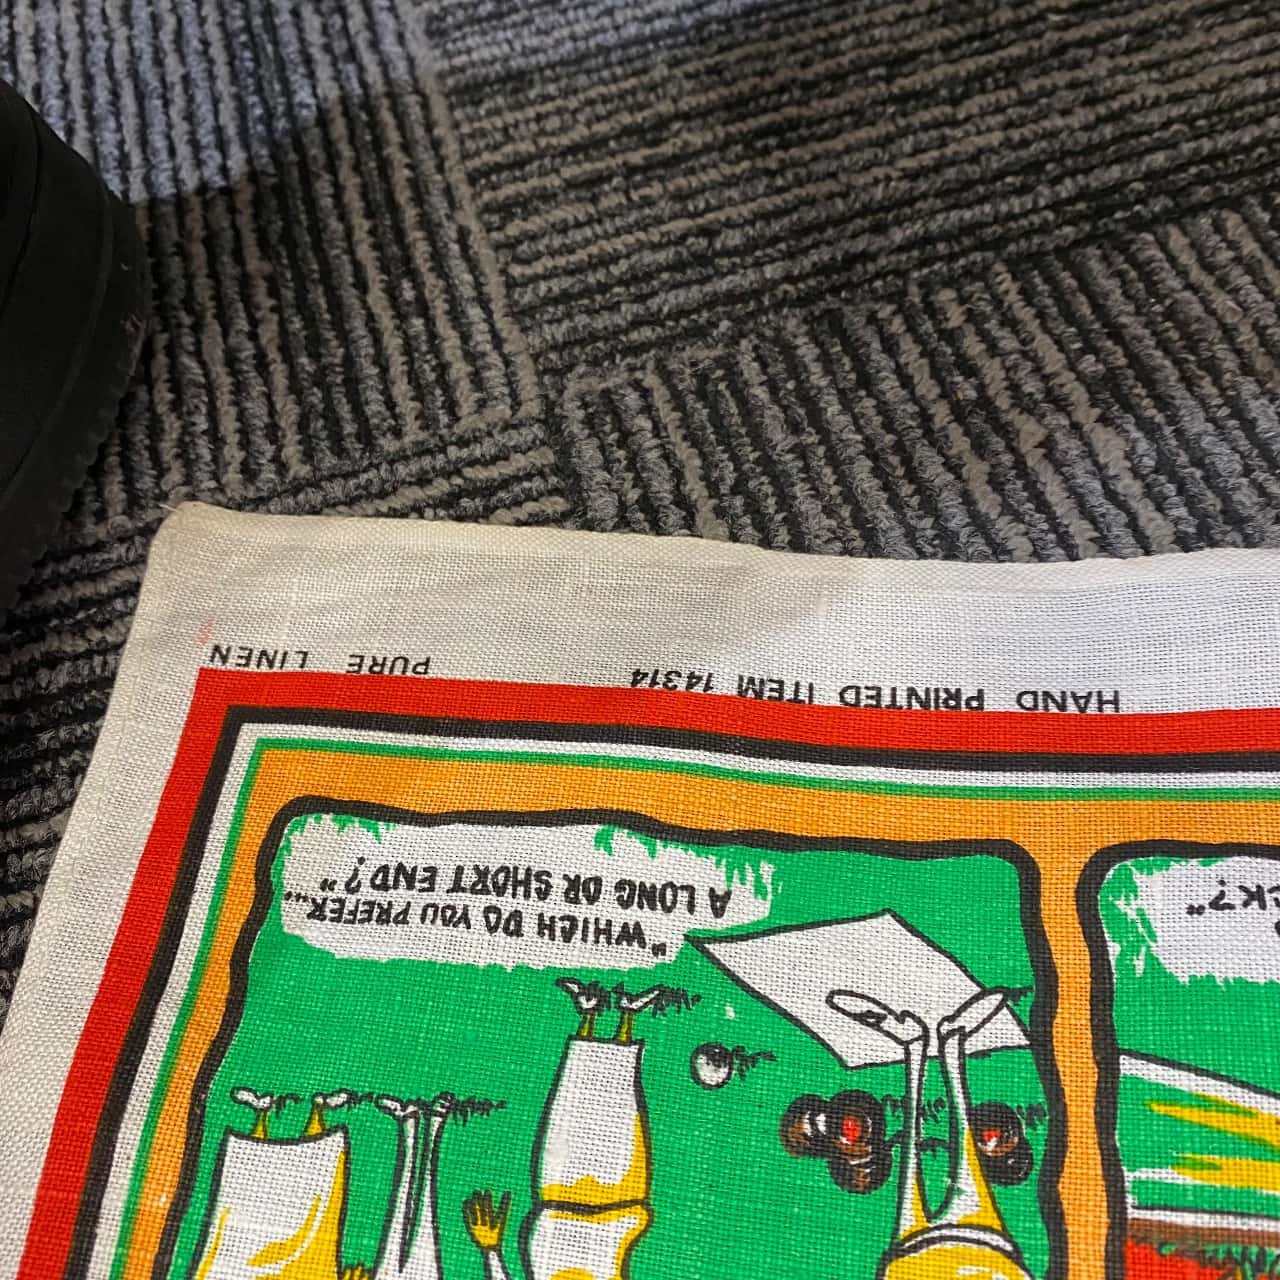 "WHICH DO YOU PREFER...
A LONG OR SHORT END?"
HAND PRINTED ITEM 14314
PURE LINEN